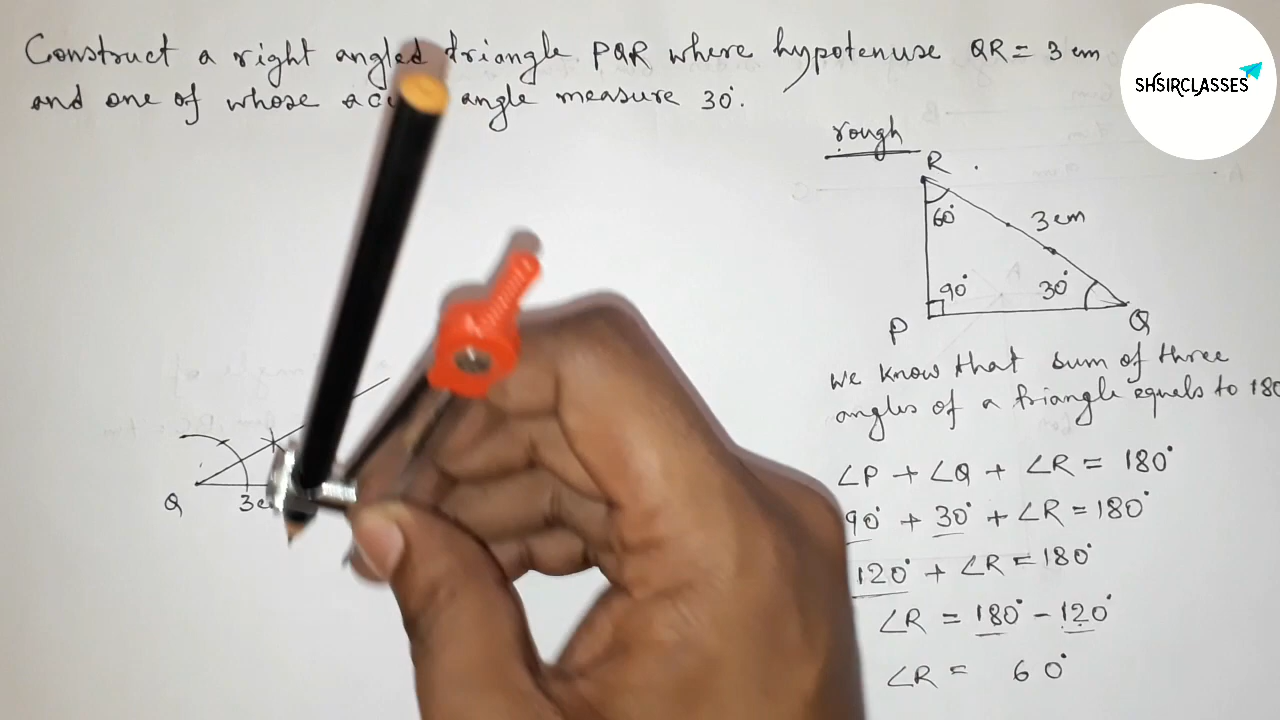 Construct a right angled triangle PQR where hypotenuse QR = 3 cm
and one of whose angle measure 30°.
SHSIRCLASSES
rough
R
60°
3 cm
90°
30°
P
Q
we know that sum of three
angles of a triangle equals to 180
∠P + ∠Q + ∠R = 180°
90° + 30° + ∠R = 180°
120° + ∠R = 180°
∠R = 180° - 120°
∠R = 60°
Q 3